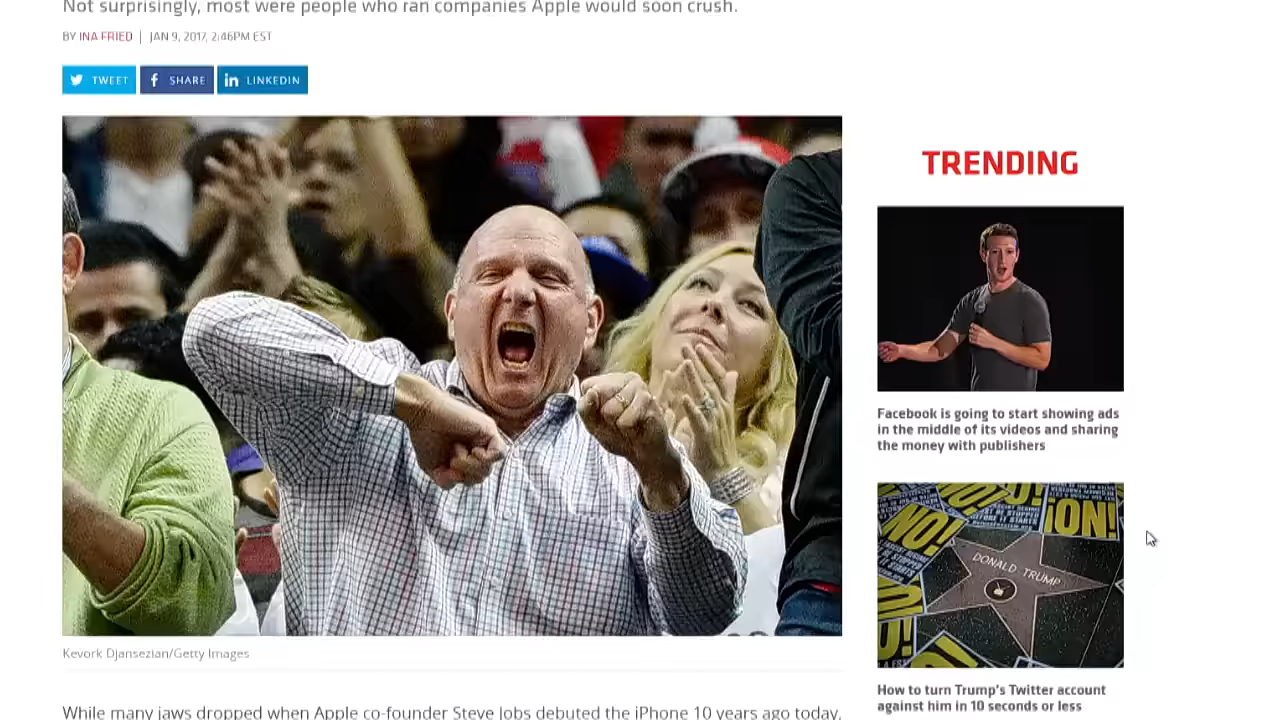 Not surprisingly, most were people who ran companies Apple would soon crush.
BY INA FRIED | JAN 9, 2017, 2:46PM EST
TWEET
SHARE
LINKEDIN
Kevork Djansezian/Getty Images
While many jaws dropped when Apple co-founder Steve Jobs debuted the iPhone 10 years ago today,
TRENDING
Facebook is going to start showing ads
in the middle of its videos and sharing
the money with publishers
NO!
¡ON!
DONALD TRUMP
How to turn Trump's Twitter account
against him in 10 seconds or less